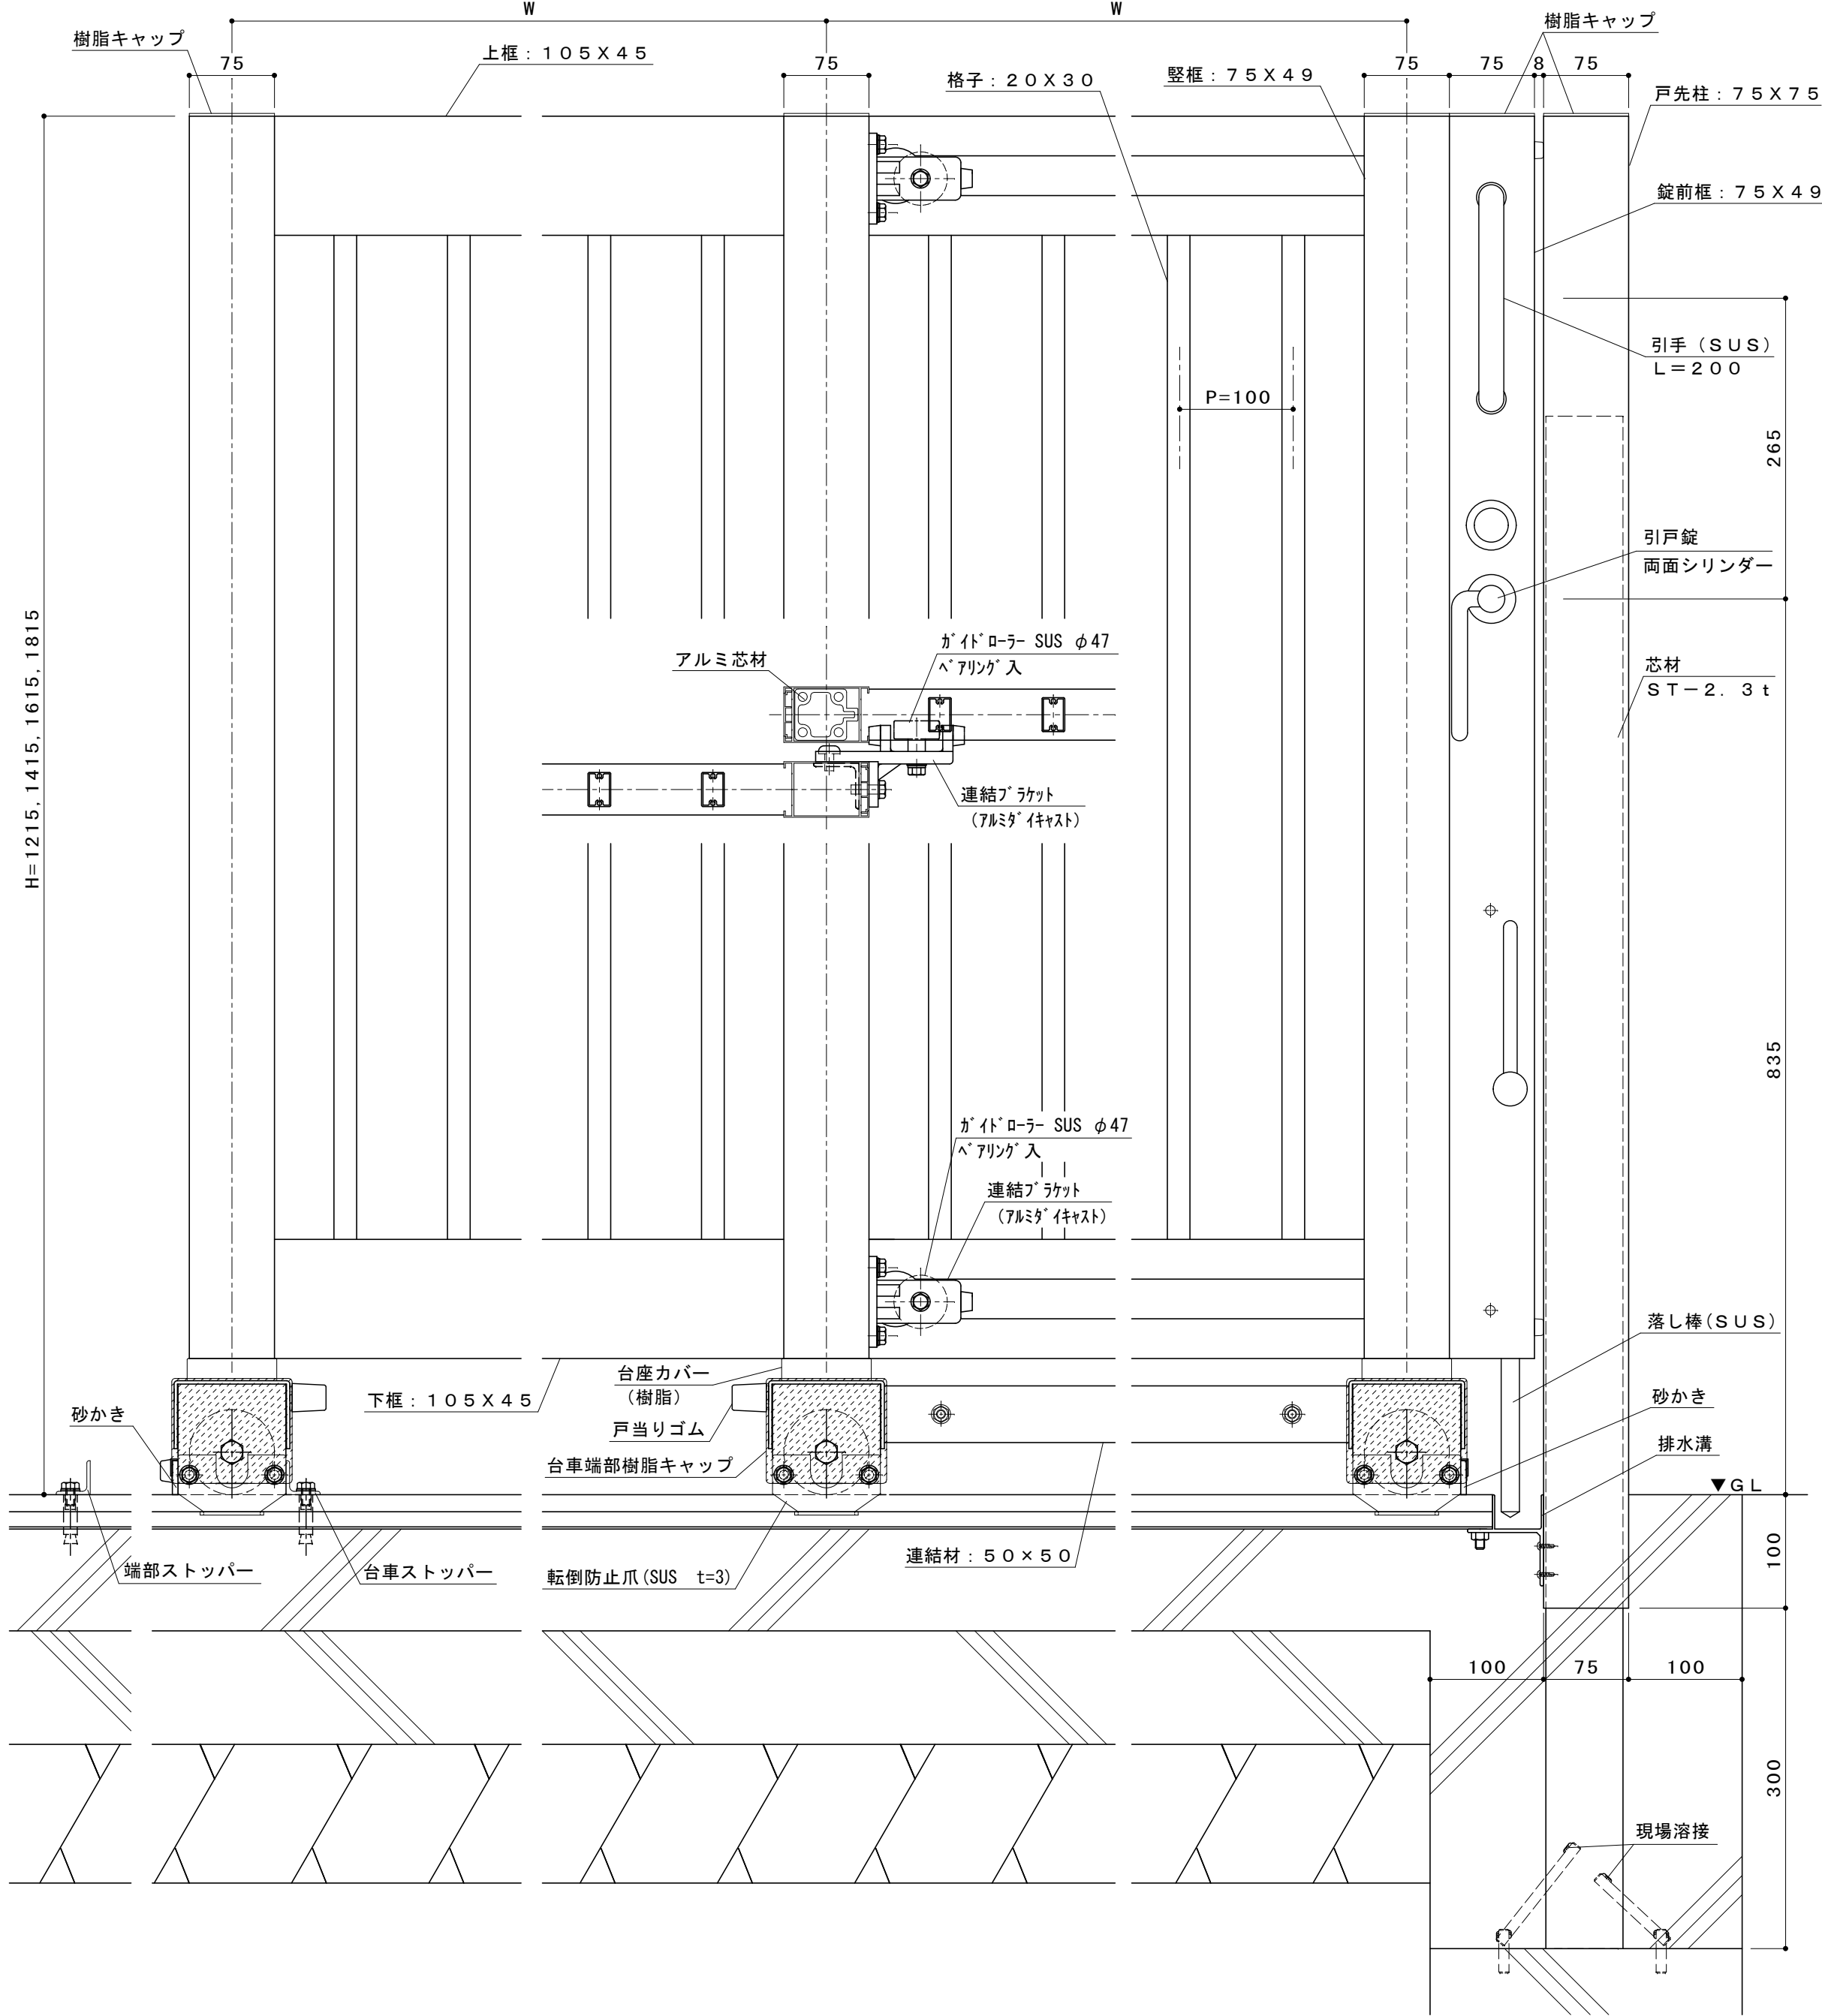 W
W
樹脂キャップ
樹脂キャップ
上框：１０５Ｘ４５
75
75
格子：２０Ｘ３０
竪框：７５Ｘ４９
75
75
8
75
戸先柱：７５Ｘ７５
錠前框：７５Ｘ４９
引手（ＳＵＳ）
Ｌ＝２００
P=100
265
引戸錠
両面シリンダー
H=1215, 1415, 1615, 1815
アルミ芯材
ｶﾞｲﾄﾞﾛｰﾗｰ SUS φ47
ﾍﾞｱﾘﾝｸﾞ入
芯材
ＳＴ－２．３ｔ
連結ﾌﾞﾗｹｯﾄ
（ｱﾙﾐﾀﾞｲｷｬｽﾄ）
835
ｶﾞｲﾄﾞﾛｰﾗｰ SUS φ47
ﾍﾞｱﾘﾝｸﾞ入
連結ﾌﾞﾗｹｯﾄ
（ｱﾙﾐﾀﾞｲｷｬｽﾄ）
落し棒(ＳＵＳ)
台座カバー
（樹脂）
下框：１０５Ｘ４５
砂かき
砂かき
戸当りゴム
排水溝
台車端部樹脂キャップ
▼ＧＬ
連結材：５０×５０
端部ストッパー
台車ストッパー
転倒防止爪(SUS t=3)
100
100
75
100
300
現場溶接